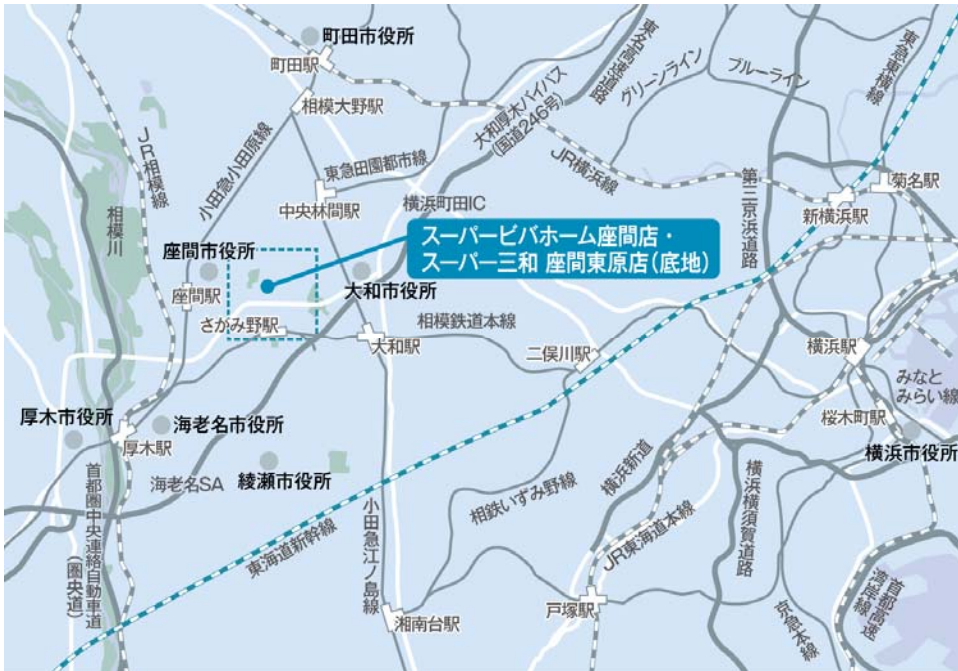 町田市役所
町田駅
相模大野駅
JR相模線
小田急小田原線
東急田園都市線
中央林間駅
大和厚木バイパス
(国道246号)
東名高速道路
グリーンライン
ブルーライン
東急東横線
JR横浜線
横浜町田IC
第三京浜道路
菊名駅
新横浜駅
相模川
座間市役所
座間駅
スーパービバホーム座間店・
スーパー三和 座間東原店(底地)
大和市役所
さがみ野駅
大和駅
相模鉄道本線
二俣川駅
横浜駅
みなと
みらい線
桜木町駅
横浜市役所
厚木市役所
厚木駅
海老名市役所
綾瀬市役所
海老名SA
首都圏中央連絡自動車道
(圏央道)
東海道新幹線
小田急江ノ島線
相鉄いずみ野線
横浜新道
JR東海道本線
横浜横須賀道路
湘南台駅
戸塚駅
京急本線
首都高速
湾岸線